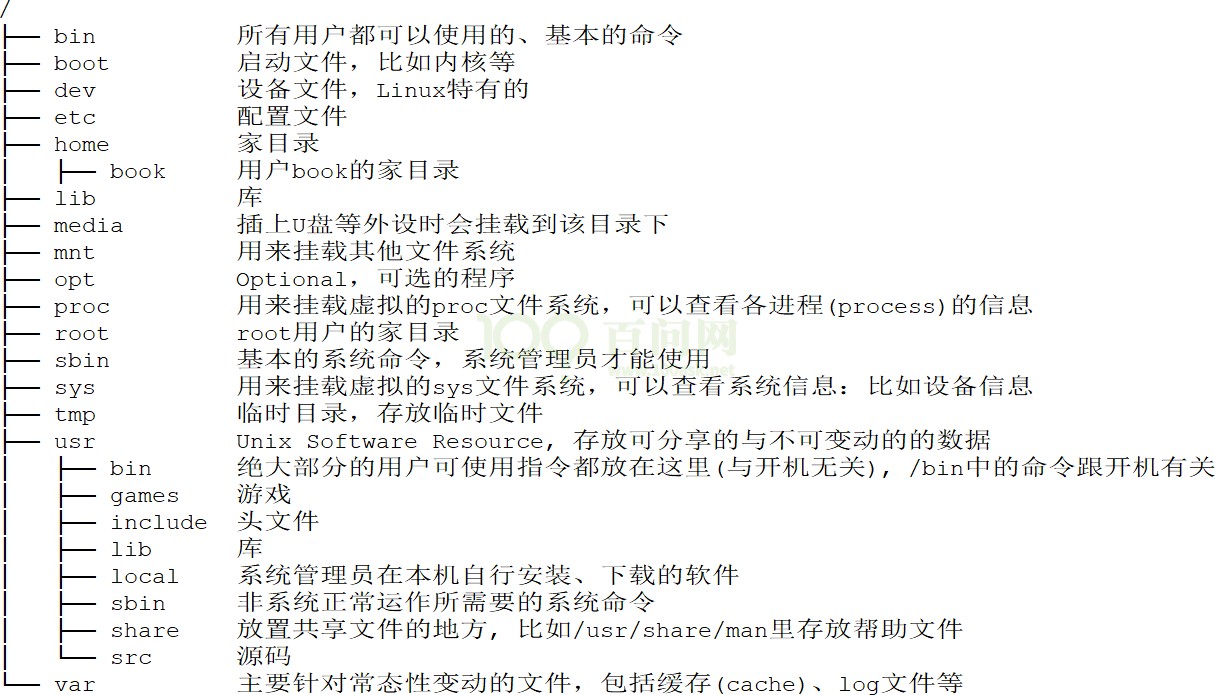 /
├── bin 所有用户都可以使用的、基本的命令
├── boot 启动文件，比如内核等
├── dev 设备文件，Linux特有的
├── etc 配置文件
├── home 家目录
│   ├── book 用户book的家目录
├── lib 库
├── media 插上U盘等外设时会挂载到该目录下
├── mnt 用来挂载其他文件系统
├── opt Optional，可选的程序
├── proc 用来挂载虚拟的proc文件系统，可以查看各进程(process)的信息
├── root root用户的家目录
├── sbin 基本的系统命令，系统管理员才能使用
├── sys 用来挂载虚拟的sys文件系统，可以查看系统信息：比如设备信息
├── tmp 临时目录，存放临时文件
├── usr Unix Software Resource, 存放可分享的与不可变动的的数据
│   ├── bin 绝大部分的用户可使用指令都放在这里(与开机无关), /bin中的命令跟开机有关
│   ├── games 游戏
│   ├── include 头文件
│   ├── lib 库
│   ├── local 系统管理员在本机自行安装、下载的软件
│   ├── sbin 非系统正常运作所需要的系统命令
│   ├── share 放置共享文件的地方, 比如/usr/share/man里存放帮助文件
│   └── src 源码
└── var 主要针对常态性变动的文件，包括缓存(cache)、log文件等
100 百问网